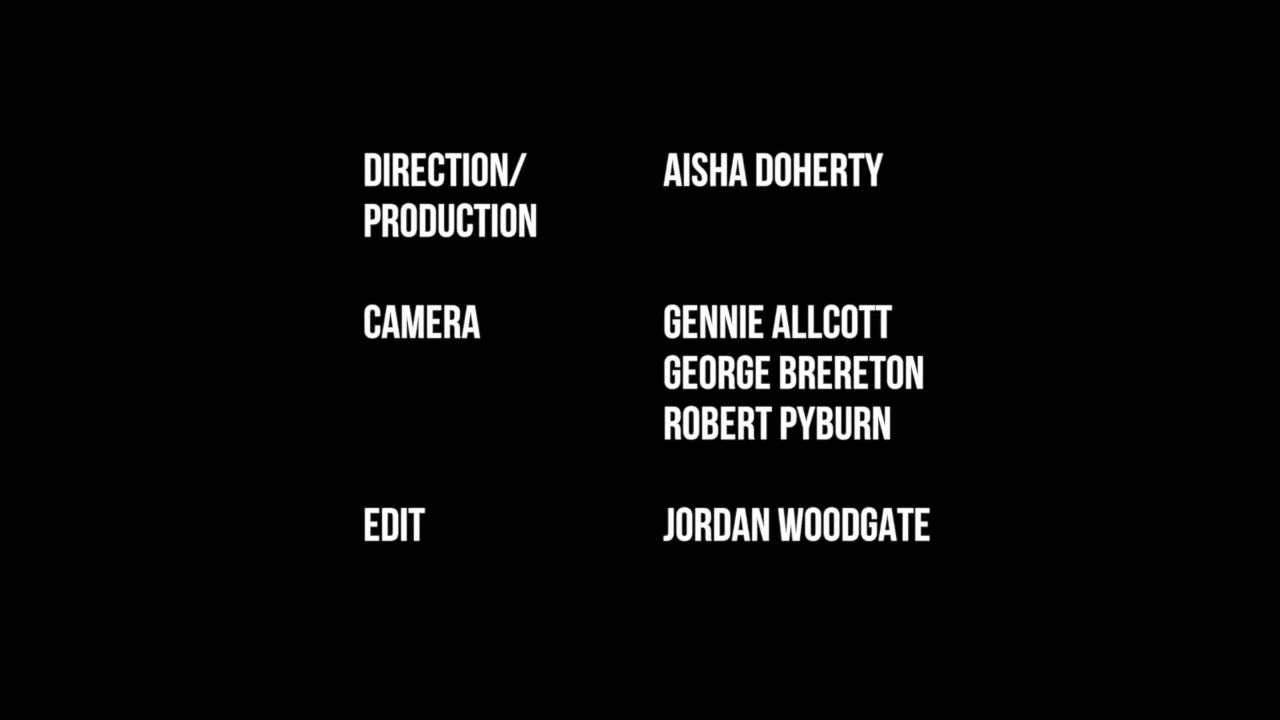 DIRECTION/ AISHA DOHERTY
PRODUCTION
CAMERA GENNIE ALLCOTT
GEORGE BRERETON
ROBERT PYBURN
EDIT JORDAN WOODGATE